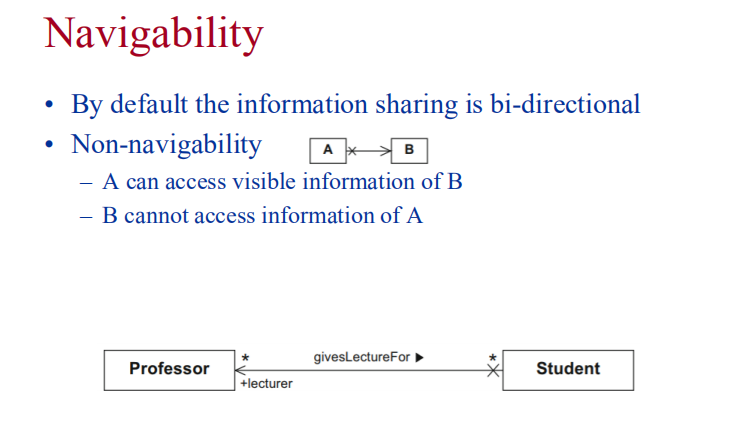 Navigability
• By default the information sharing is bi-directional
• Non-navigability
A
B
– A can access visible information of B
– B cannot access information of A
* givesLectureFor ▶ *
Professor
Student
+lecturer